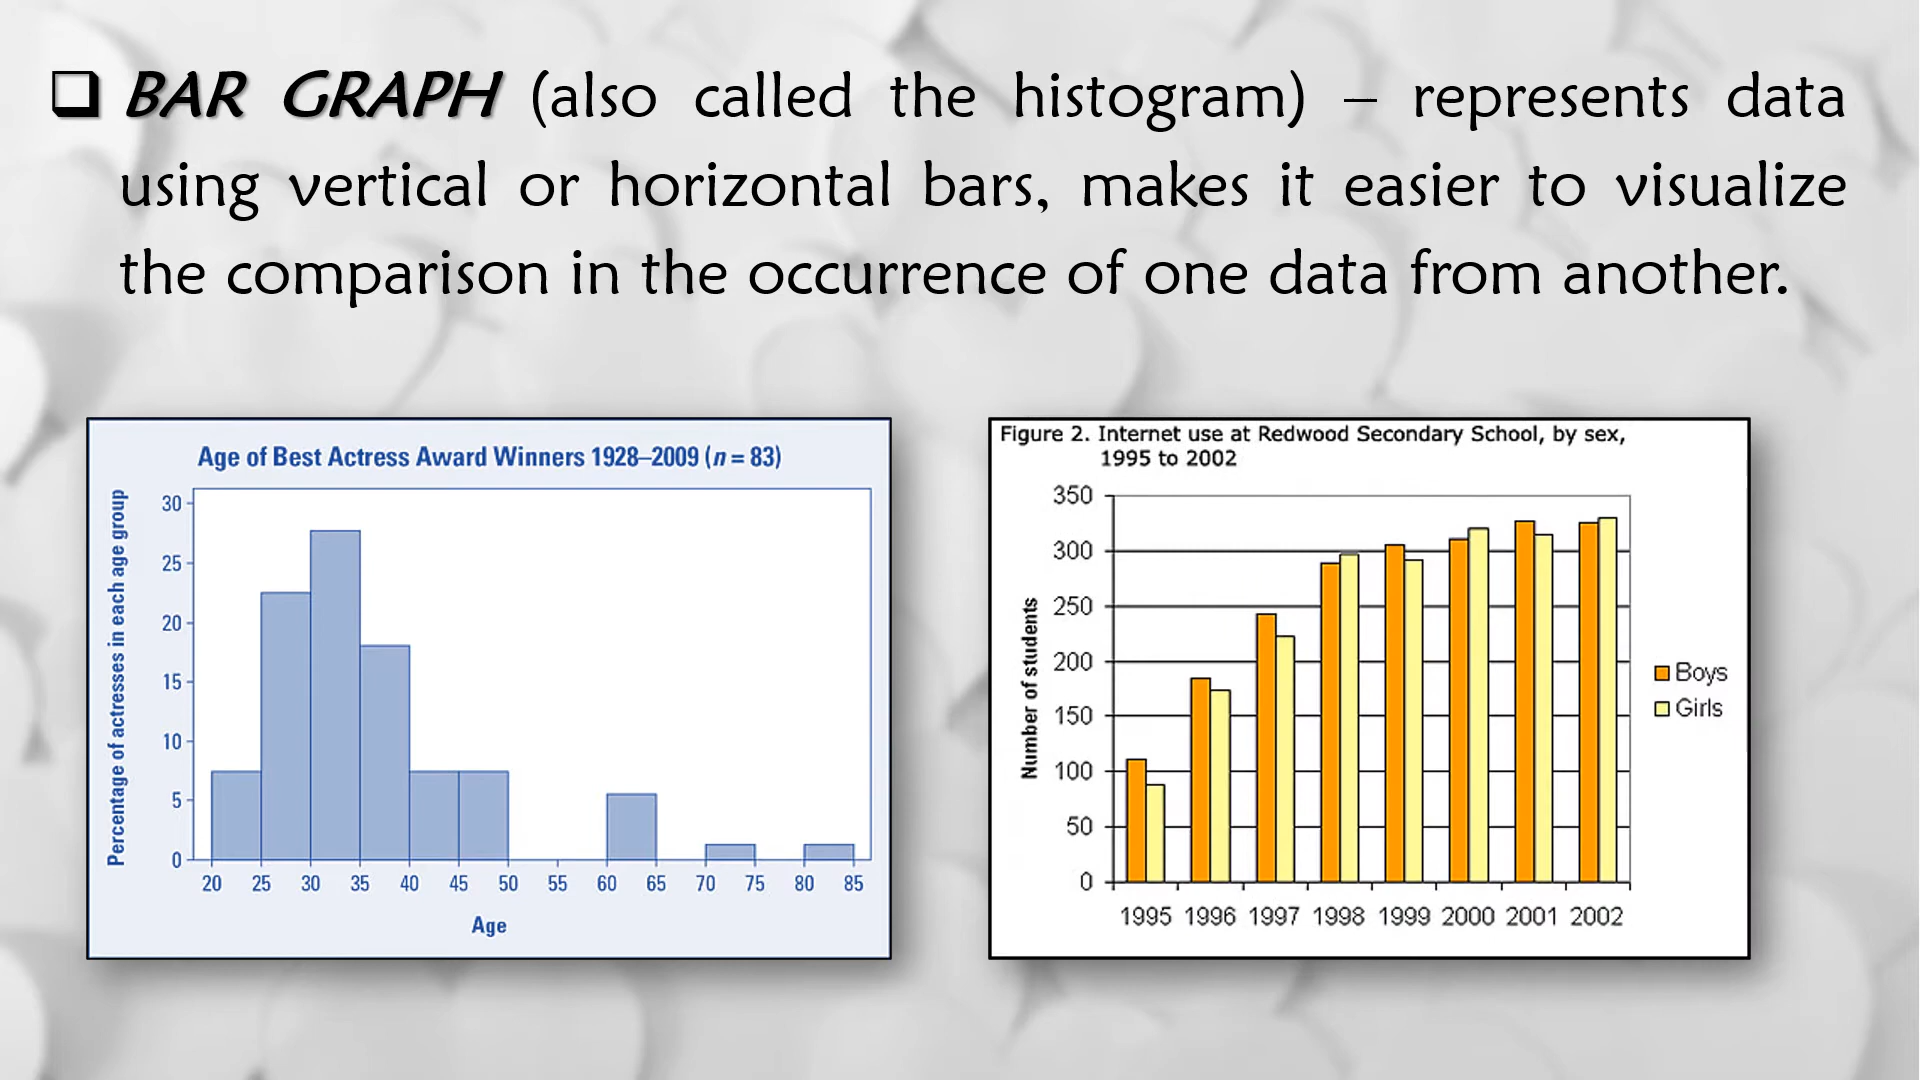 BAR GRAPH (also called the histogram) – represents data
using vertical or horizontal bars, makes it easier to visualize
the comparison in the occurrence of one data from another.
Age of Best Actress Award Winners 1928–2009 (n = 83)
Percentage of actresses in each age group
30
25
20
15
10
5
0
20 25 30 35 40 45 50 55 60 65 70 75 80 85
Age
Figure 2. Internet use at Redwood Secondary School, by sex,
1995 to 2002
Number of students
350
300
250
200
150
100
50
0
1995 1996 1997 1998 1999 2000 2001 2002
Boys
Girls